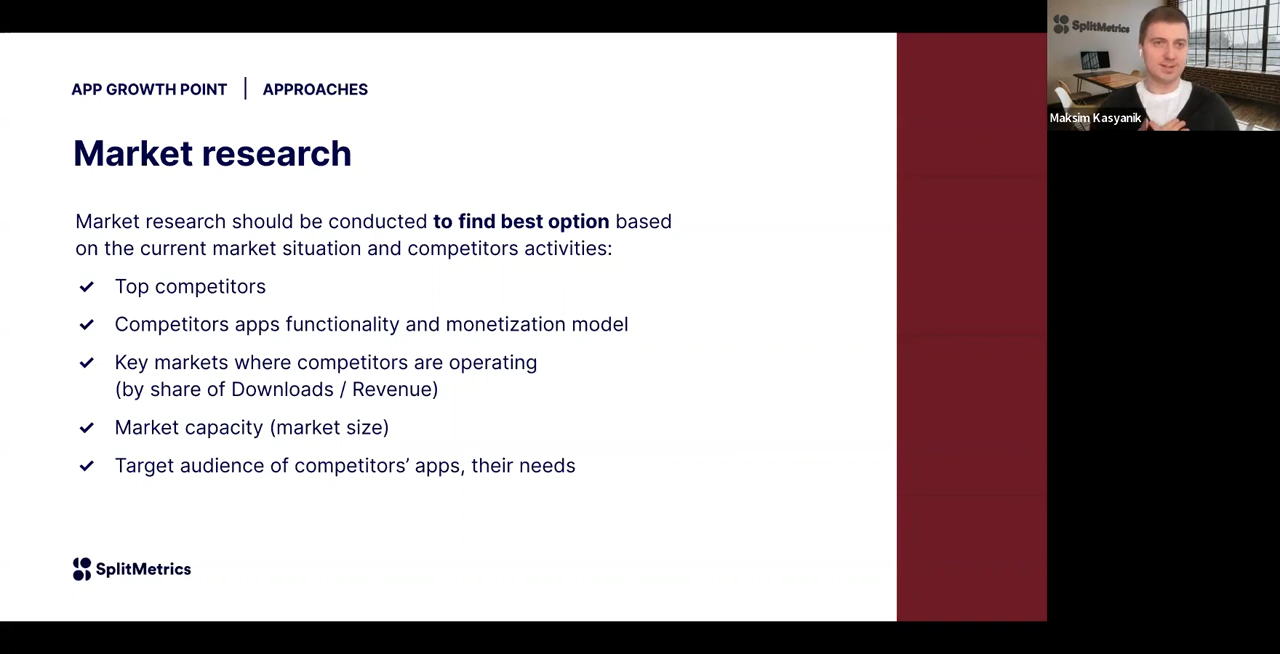 APP GROWTH POINT | APPROACHES
Market research
Market research should be conducted to find best option based
on the current market situation and competitors activities:
✓ Top competitors
✓ Competitors apps functionality and monetization model
✓ Key markets where competitors are operating
(by share of Downloads / Revenue)
✓ Market capacity (market size)
✓ Target audience of competitors’ apps, their needs
SplitMetrics
SplitMetrics
Maksim Kasyanik